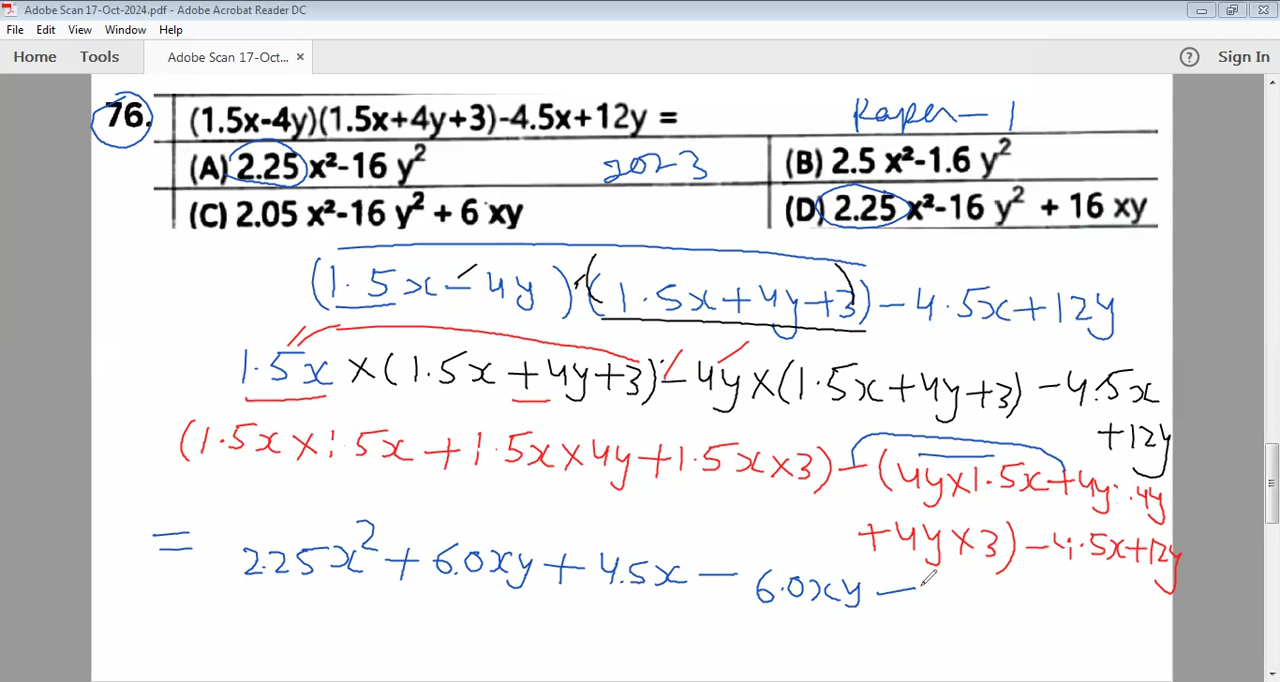 Adobe Scan 17-Oct-2024.pdf - Adobe Acrobat Reader DC
File Edit View Window Help
Home Tools Adobe Scan 17-Oct... × ? Sign In
76. (1.5x-4y)(1.5x+4y+3)-4.5x+12y = Paper - 1
(A) 2.25 x²-16 y² 2023 (B) 2.5 x²-1.6 y²
(C) 2.05 x²-16 y² + 6 xy (D) 2.25 x²-16 y² + 16 xy
(1.5x-4y)(1.5x+4y+3)-4.5x+12y
1.5x×(1.5x+4y+3)-4y×(1.5x+4y+3)-4.5x
+12y
(1.5x×1.5x+1.5x×4y+1.5x×3)-(4y×1.5x+4y·4y
+4y×3)-4.5x+12y
= 2.25x²+6.0xy+4.5x-6.0xy-